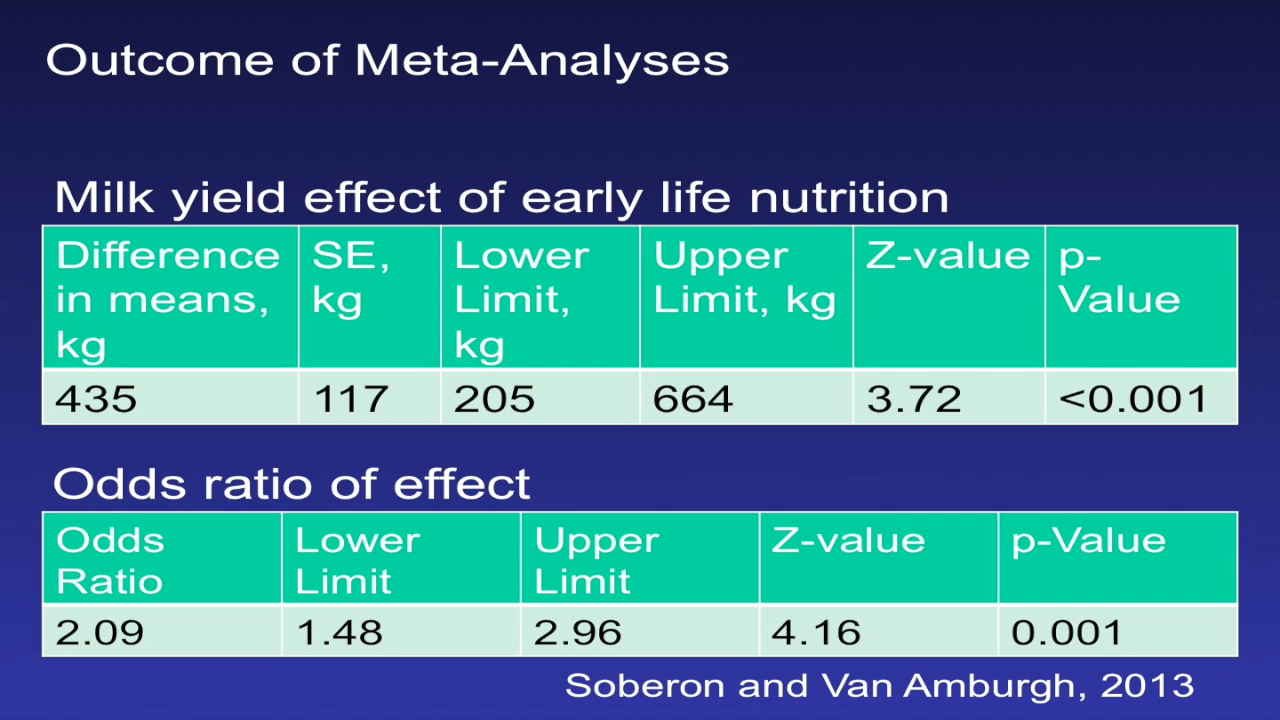 Outcome of Meta-Analyses
Milk yield effect of early life nutrition
Difference in means, kg | SE, kg | Lower Limit, kg | Upper Limit, kg | Z-value | p-Value
435 | 117 | 205 | 664 | 3.72 | <0.001
Odds ratio of effect
Odds Ratio | Lower Limit | Upper Limit | Z-value | p-Value
2.09 | 1.48 | 2.96 | 4.16 | 0.001
Soberon and Van Amburgh, 2013